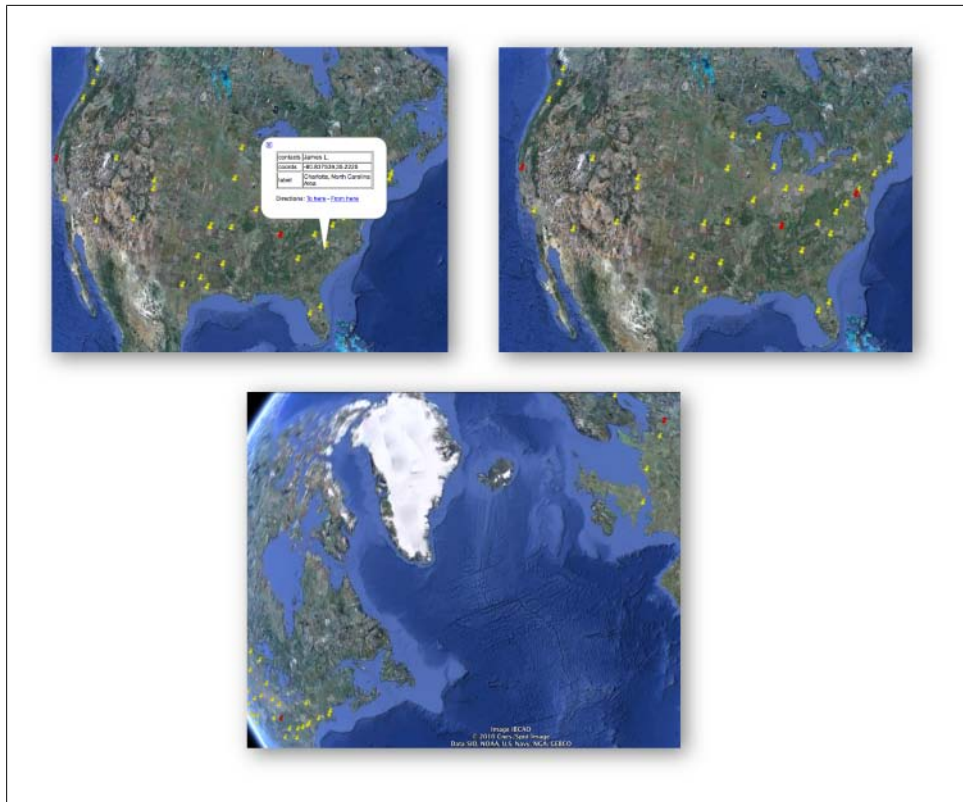 contacts James L.
coords
label Charlotte, North Carolina
Area
Directions: To here - From here
Image IBCAO
© 2010 Cnes/Spot Image
Data SIO, NOAA, U.S. Navy, NGA, GEBCO